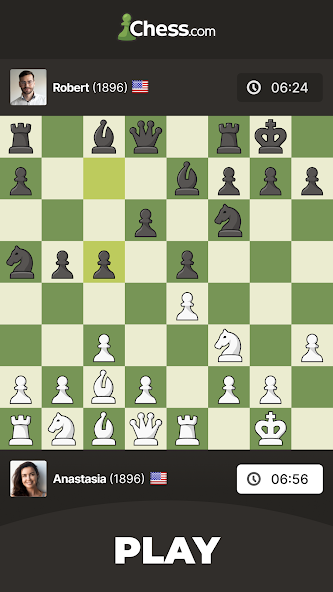 Chess.com
Robert (1896)
06:24
Anastasia (1896)
06:56
PLAY